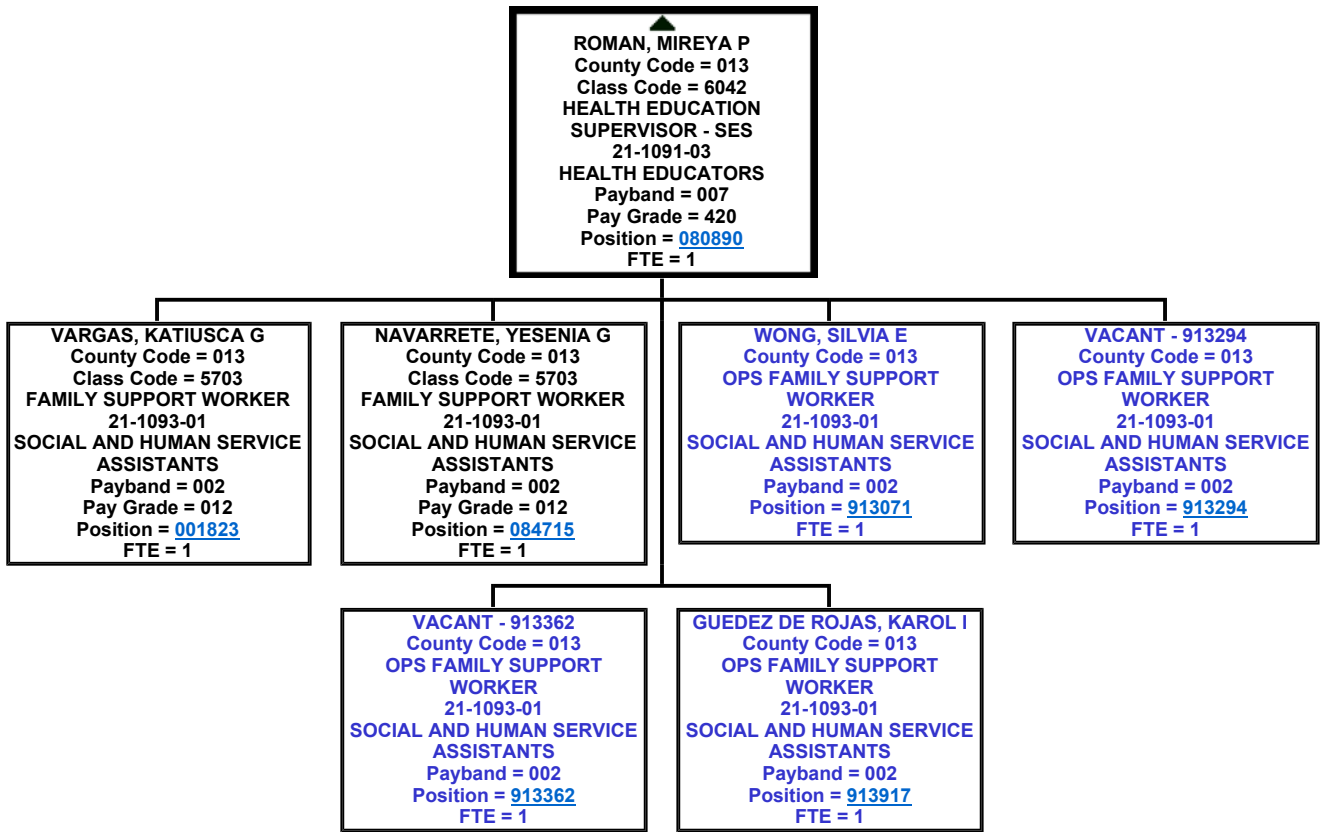 ROMAN, MIREYA P
County Code = 013
Class Code = 6042
HEALTH EDUCATION
SUPERVISOR - SES
21-1091-03
HEALTH EDUCATORS
Payband = 007
Pay Grade = 420
Position = 080890
FTE = 1
VARGAS, KATIUSCA G
County Code = 013
Class Code = 5703
FAMILY SUPPORT WORKER
21-1093-01
SOCIAL AND HUMAN SERVICE
ASSISTANTS
Payband = 002
Pay Grade = 012
Position = 001823
FTE = 1
NAVARRETE, YESENIA G
County Code = 013
Class Code = 5703
FAMILY SUPPORT WORKER
21-1093-01
SOCIAL AND HUMAN SERVICE
ASSISTANTS
Payband = 002
Pay Grade = 012
Position = 084715
FTE = 1
WONG, SILVIA E
County Code = 013
OPS FAMILY SUPPORT
WORKER
21-1093-01
SOCIAL AND HUMAN SERVICE
ASSISTANTS
Payband = 002
Position = 913071
FTE = 1
VACANT - 913294
County Code = 013
OPS FAMILY SUPPORT
WORKER
21-1093-01
SOCIAL AND HUMAN SERVICE
ASSISTANTS
Payband = 002
Position = 913294
FTE = 1
VACANT - 913362
County Code = 013
OPS FAMILY SUPPORT
WORKER
21-1093-01
SOCIAL AND HUMAN SERVICE
ASSISTANTS
Payband = 002
Position = 913362
FTE = 1
GUEDEZ DE ROJAS, KAROL I
County Code = 013
OPS FAMILY SUPPORT
WORKER
21-1093-01
SOCIAL AND HUMAN SERVICE
ASSISTANTS
Payband = 002
Position = 913917
FTE = 1